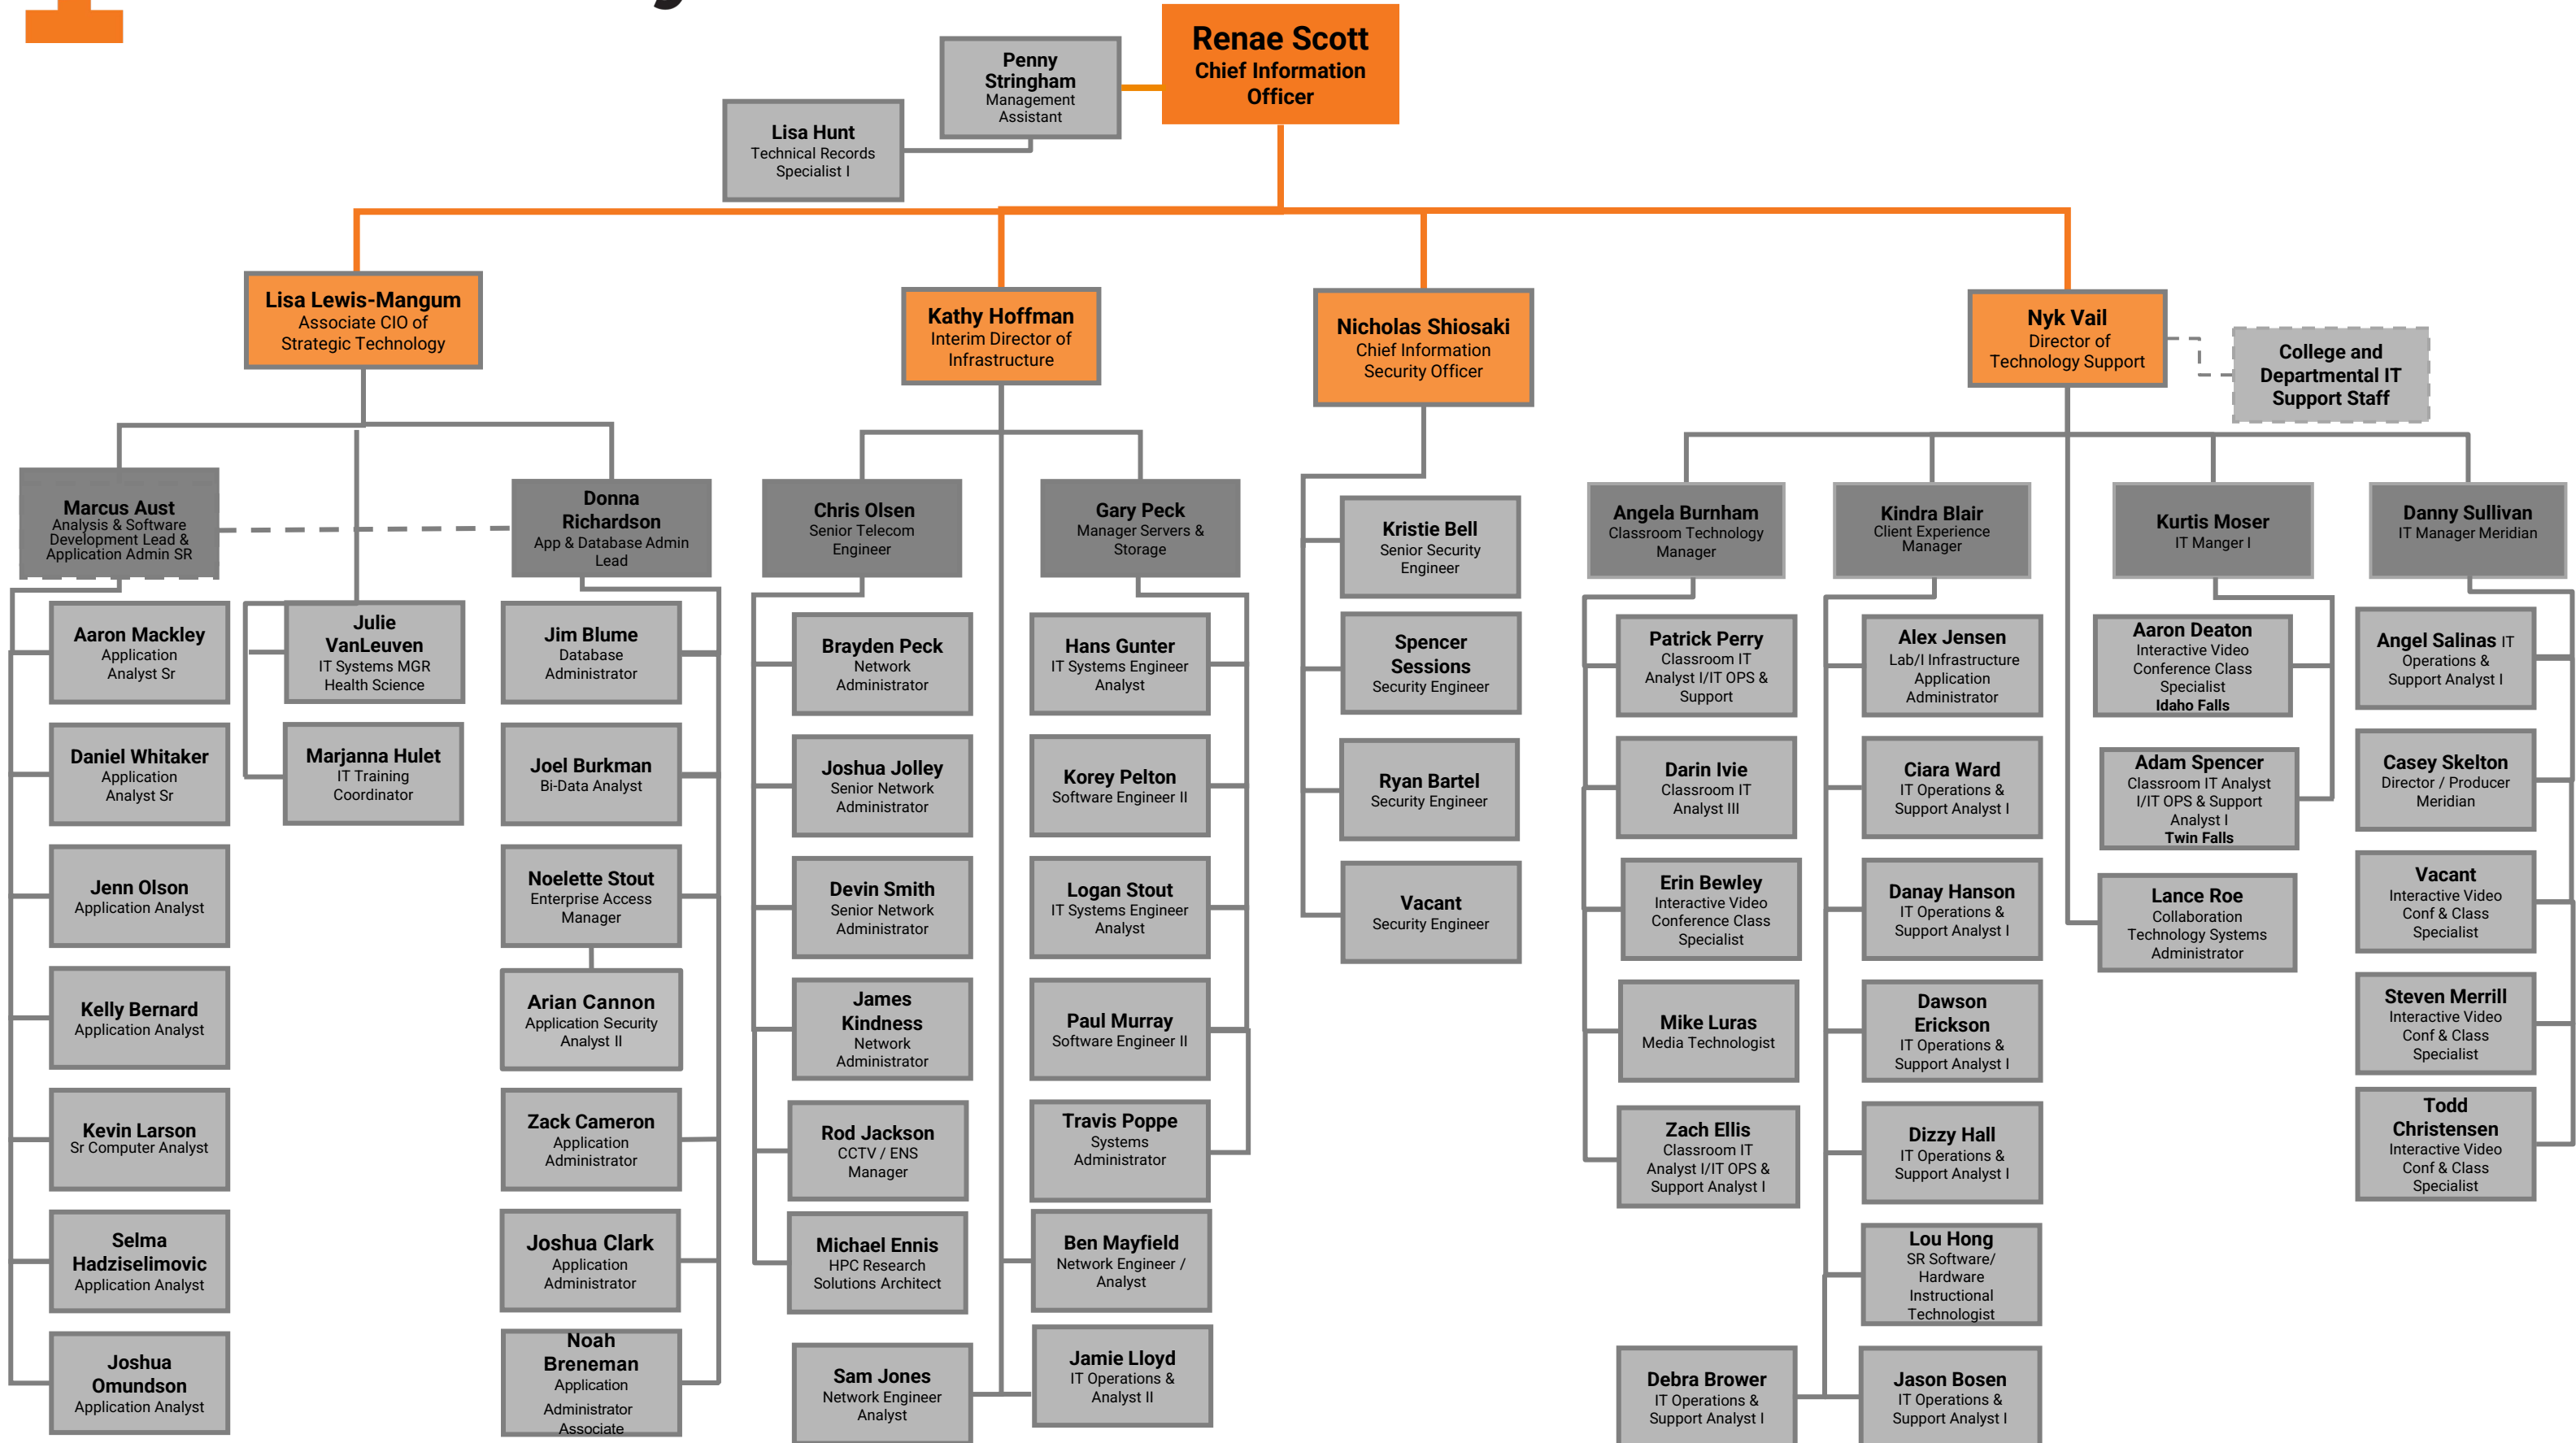 Renae Scott
Chief Information
Officer
Penny
Stringham
Management
Assistant
Lisa Hunt
Technical Records
Specialist I
Lisa Lewis-Mangum
Associate CIO of
Strategic Technology
Kathy Hoffman
Interim Director of
Infrastructure
Nicholas Shiosaki
Chief Information
Security Officer
Nyk Vail
Director of
Technology Support
College and
Departmental IT
Support Staff
Marcus Aust
Analysis & Software
Development Lead &
Application Admin SR
Donna
Richardson
App & Database Admin
Lead
Chris Olsen
Senior Telecom
Engineer
Gary Peck
Manager Servers &
Storage
Angela Burnham
Classroom Technology
Manager
Kindra Blair
Client Experience
Manager
Kurtis Moser
IT Manger I
Danny Sullivan
IT Manager Meridian
Aaron Mackley
Application
Analyst Sr
Daniel Whitaker
Application
Analyst Sr
Jenn Olson
Application Analyst
Kelly Bernard
Application Analyst
Kevin Larson
Sr Computer Analyst
Selma
Hadziselimovic
Application Analyst
Joshua
Omundson
Application Analyst
Julie
VanLeuven
IT Systems MGR
Health Science
Marjanna Hulet
IT Training
Coordinator
Jim Blume
Database
Administrator
Joel Burkman
Bi-Data Analyst
Noelette Stout
Enterprise Access
Manager
Arian Cannon
Application Security
Analyst II
Zack Cameron
Application
Administrator
Joshua Clark
Application
Administrator
Noah
Breneman
Application
Administrator
Associate
Brayden Peck
Network
Administrator
Joshua Jolley
Senior Network
Administrator
Devin Smith
Senior Network
Administrator
James
Kindness
Network
Administrator
Rod Jackson
CCTV / ENS
Manager
Michael Ennis
HPC Research
Solutions Architect
Sam Jones
Network Engineer
Analyst
Hans Gunter
IT Systems Engineer
Analyst
Korey Pelton
Software Engineer II
Logan Stout
IT Systems Engineer
Analyst
Paul Murray
Software Engineer II
Travis Poppe
Systems
Administrator
Ben Mayfield
Network Engineer /
Analyst
Jamie Lloyd
IT Operations &
Analyst II
Kristie Bell
Senior Security
Engineer
Spencer
Sessions
Security Engineer
Ryan Bartel
Security Engineer
Vacant
Security Engineer
Patrick Perry
Classroom IT
Analyst I/IT OPS &
Support
Darin Ivie
Classroom IT
Analyst III
Erin Bewley
Interactive Video
Conference Class
Specialist
Mike Luras
Media Technologist
Zach Ellis
Classroom IT
Analyst I/IT OPS &
Support Analyst I
Debra Brower
IT Operations &
Support Analyst I
Alex Jensen
Lab/I Infrastructure
Application
Administrator
Ciara Ward
IT Operations &
Support Analyst I
Danay Hanson
IT Operations &
Support Analyst I
Dawson
Erickson
IT Operations &
Support Analyst I
Dizzy Hall
IT Operations &
Support Analyst I
Lou Hong
SR Software/
Hardware
Instructional
Technologist
Jason Bosen
IT Operations &
Support Analyst I
Aaron Deaton
Interactive Video
Conference Class
Specialist
Idaho Falls
Adam Spencer
Classroom IT Analyst
I/IT OPS & Support
Analyst I
Twin Falls
Lance Roe
Collaboration
Technology Systems
Administrator
Angel Salinas IT
Operations &
Support Analyst I
Casey Skelton
Director / Producer
Meridian
Vacant
Interactive Video
Conf & Class
Specialist
Steven Merrill
Interactive Video
Conf & Class
Specialist
Todd
Christensen
Interactive Video
Conf & Class
Specialist